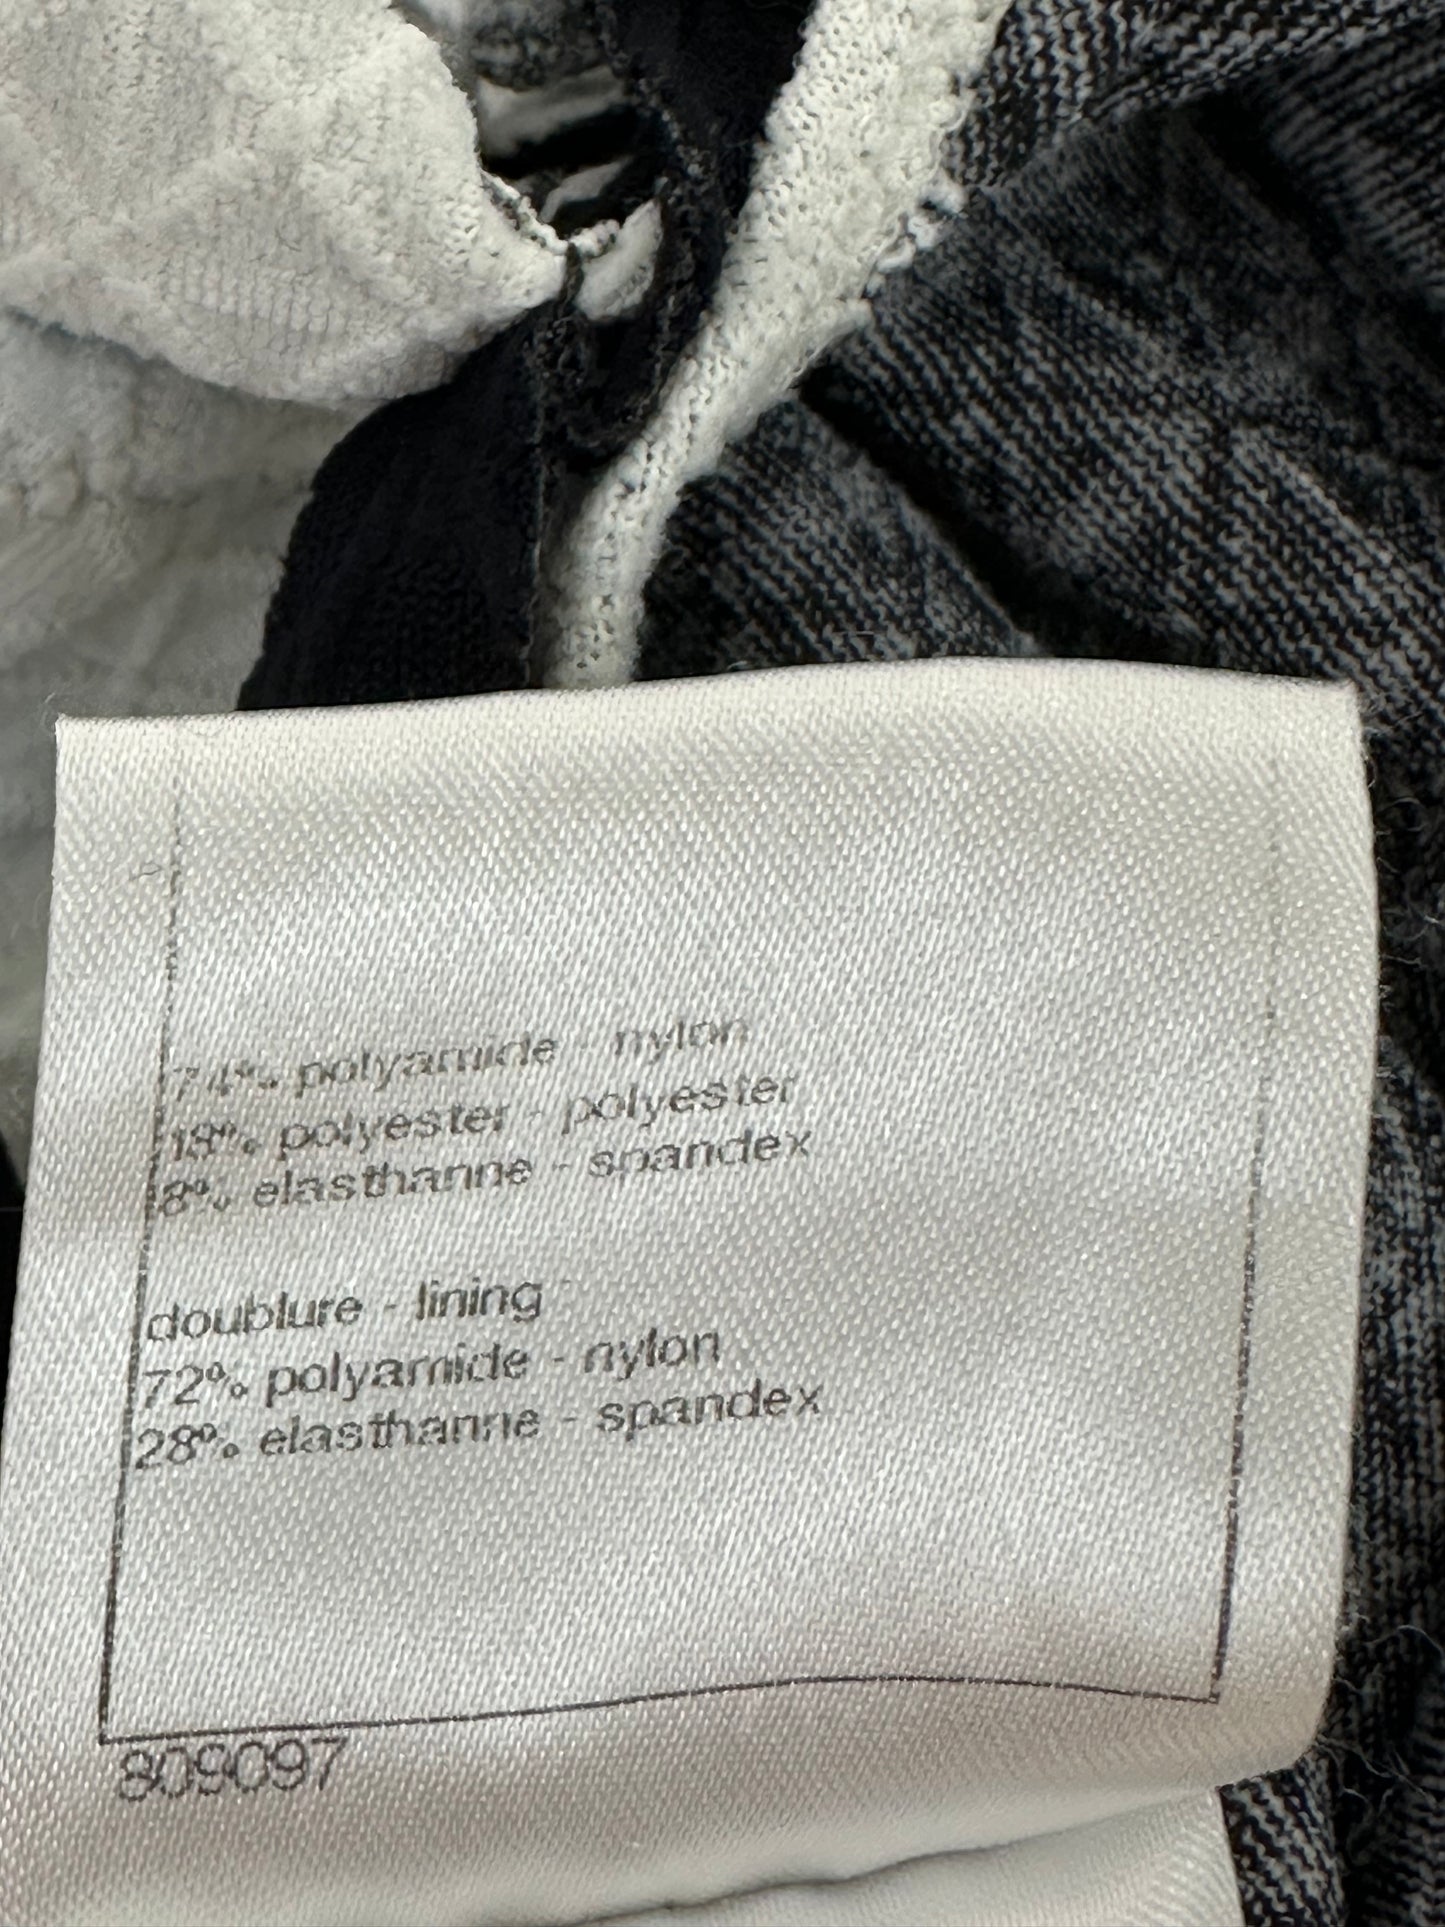 74% polyamide - nylon
18% polyester - polyester
8% elasthanne - spandex
doublure - lining
72% polyamide - nylon
28% elasthanne - spandex
809097